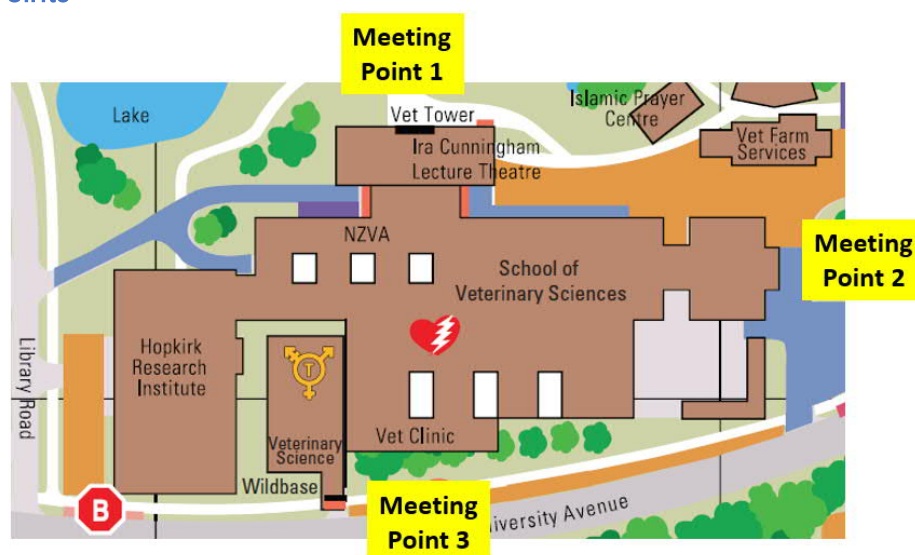 Meeting
Point 1
Lake
Vet Tower
Islamic Prayer
Centre
Ira Cunningham
Lecture Theatre
Vet Farm
Services
NZVA
School of
Veterinary Sciences
Meeting
Point 2
Library Road
Hopkirk
Research
Institute
T
Veterinary
Science
Vet Clinic
Wildbase
B
Meeting
Point 3
Avenue